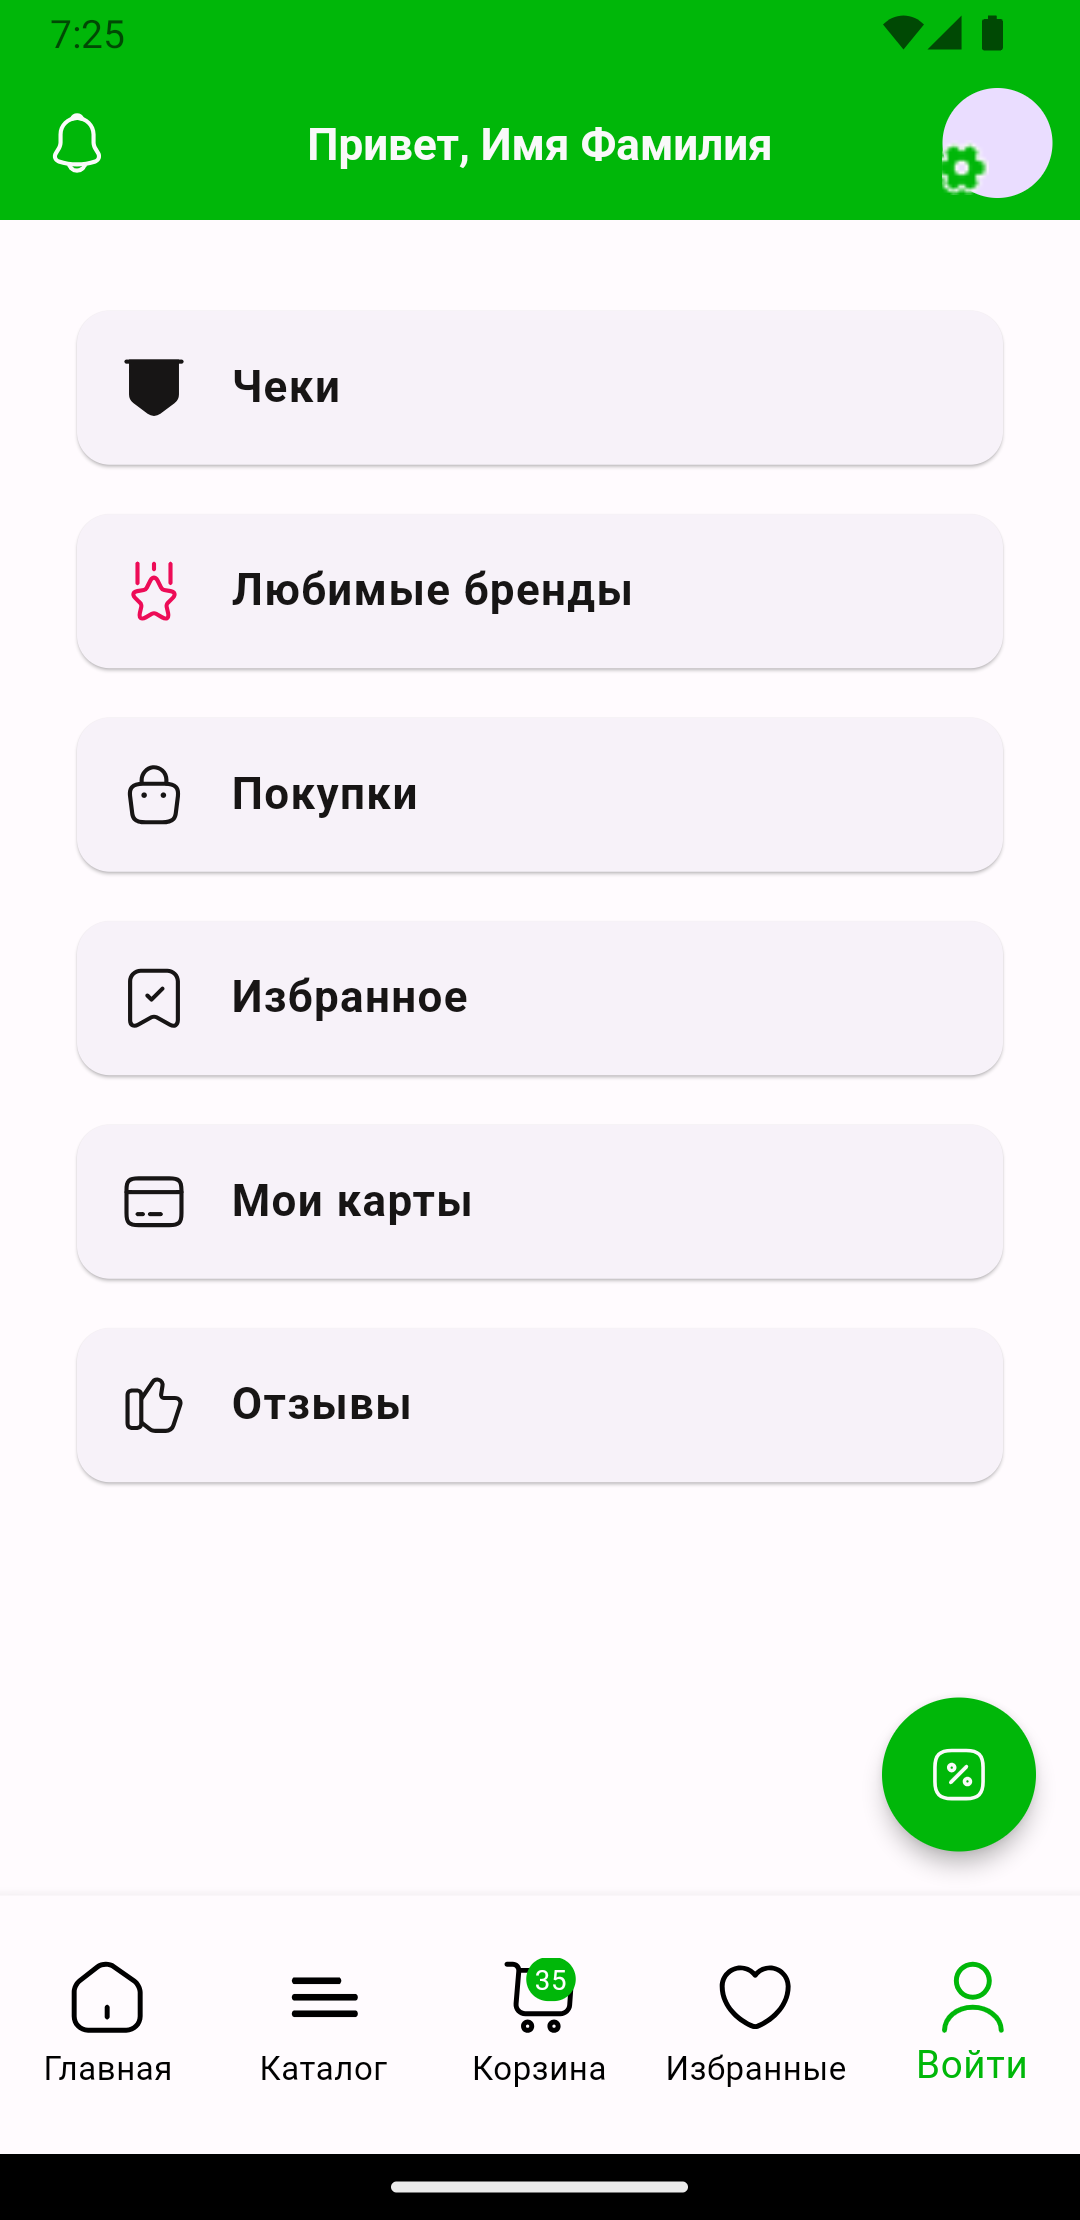 7:25
Привет, Имя Фамилия
Чеки
Любимые бренды
Покупки
Избранное
Мои карты
Отзывы
35
Главная
Каталог
Корзина
Избранные
Войти